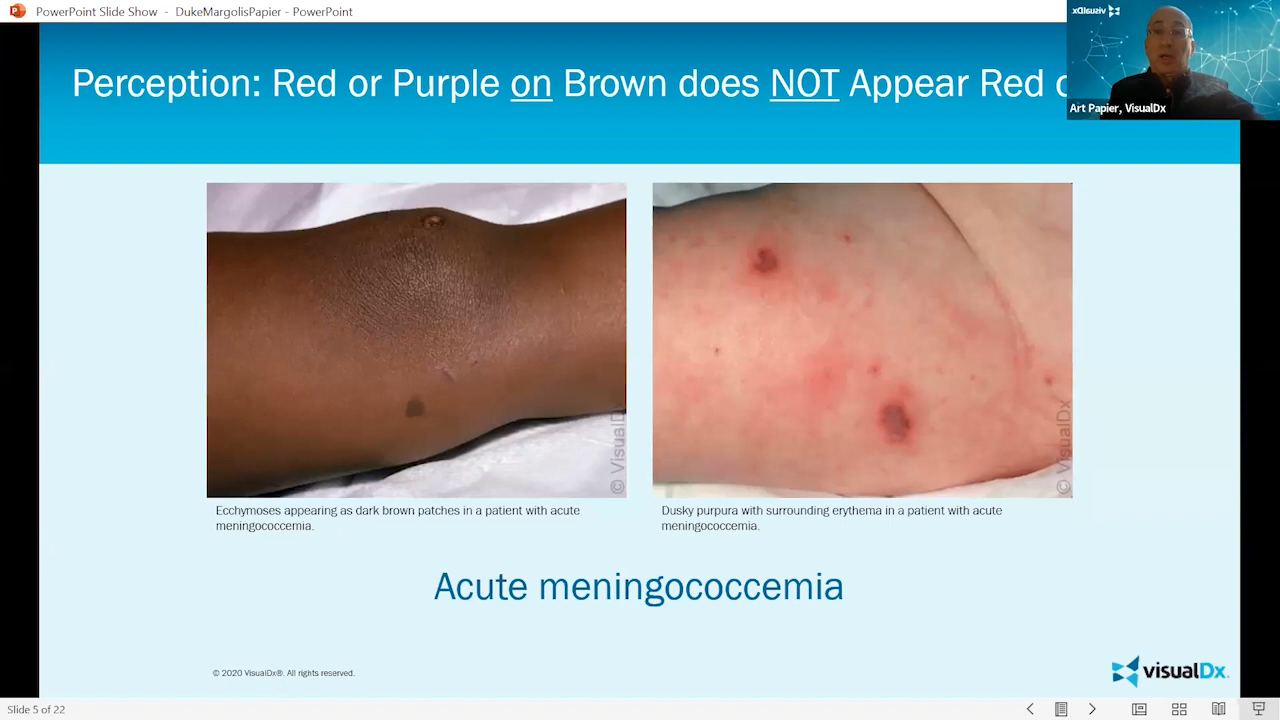 PowerPoint Slide Show - DukeMargolisPapier - PowerPoint
visualDx
Art Papier, VisualDx
Perception: Red or Purple on Brown does NOT Appear Red
© VisualD
© VisualDx
Ecchymoses appearing as dark brown patches in a patient with acute
meningococcemia.
Dusky purpura with surrounding erythema in a patient with acute
meningococcemia.
Acute meningococcemia
© 2020 VisualDx®. All rights reserved.
visualDx.
Slide 5 of 22